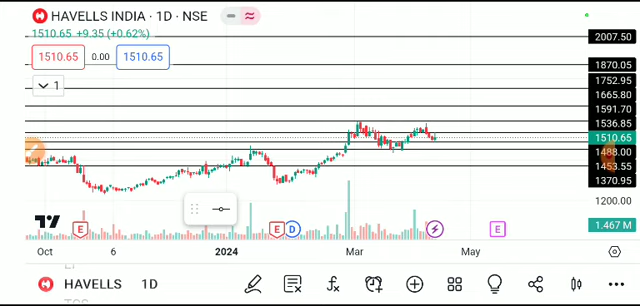 HAVELLS INDIA · 1D · NSE
1510.65 +9.35 (+0.62%)
1510.65 0.00 1510.65
1
2007.50
1870.05
1752.95
1665.80
1591.70
1536.85
1510.65
1488.00
1453.55
1370.95
1200.00
1.467 M
E E D E
Oct 6 2024 Mar May
HAVELLS 1D